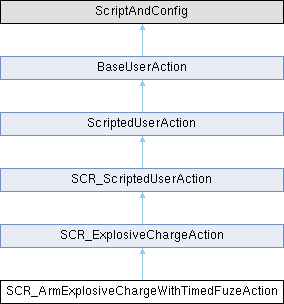 ScriptAndConfig
BaseUserAction
ScriptedUserAction
SCR_ScriptedUserAction
SCR_ExplosiveChargeAction
SCR_ArmExplosiveChargeWithTimedFuzeAction